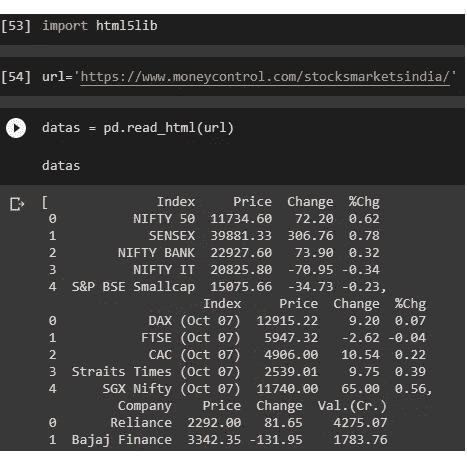 [53] import html5lib
[54] url='https://www.moneycontrol.com/stocksmarketsindia/'
datas = pd.read_html(url)
datas
[ Index Price Change %Chg
0 NIFTY 50 11734.60 72.20 0.62
1 SENSEX 39881.33 306.76 0.78
2 NIFTY BANK 22927.60 73.90 0.32
3 NIFTY IT 20825.80 -70.95 -0.34
4 S&P BSE Smallcap 15075.66 -34.73 -0.23,
Index Price Change %Chg
0 DAX (Oct 07) 12915.22 9.20 0.07
1 FTSE (Oct 07) 5947.32 -2.62 -0.04
2 CAC (Oct 07) 4906.00 10.54 0.22
3 Straits Times (Oct 07) 2539.01 9.75 0.39
4 SGX Nifty (Oct 07) 11740.00 65.00 0.56,
Company Price Change Val.(Cr.)
0 Reliance 2292.00 81.65 4275.07
1 Bajaj Finance 3342.35 -131.95 1783.76